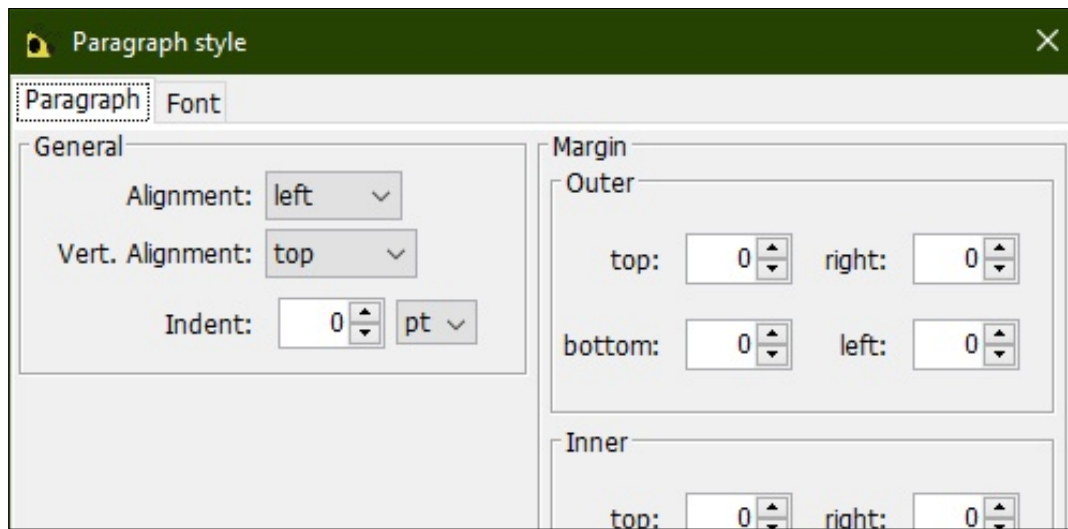 Paragraph style
Paragraph Font
General
Alignment: left
Vert. Alignment: top
Indent: 0 pt
Margin
Outer
top: 0 right: 0
bottom: 0 left: 0
Inner
top: 0 right: 0